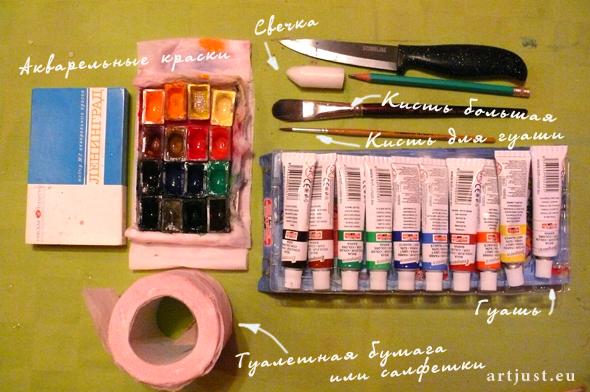 Свечка
Акварельные краски
Кисть большая
Кисть для гуаши
ЛЕНИНГРАД
Гуашь
Туалетная бумага
или салфетки
artjust.eu